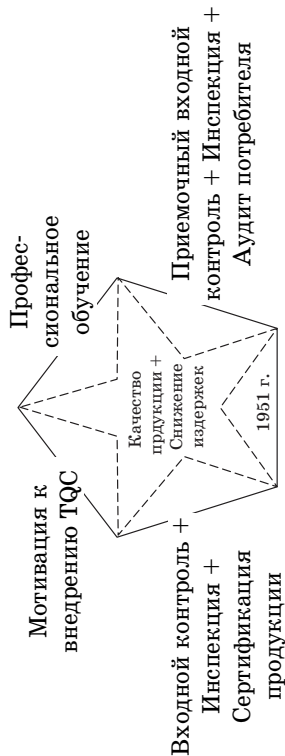 Мотивация к
внедрению TQC
Профес-
сиональное
обучение
Качество
прдукции +
Снижение
издержек
1951 г.
Входной контроль +
Инспекция +
Сертификация
продукции
Приемочный входной
контроль + Инспекция +
Аудит потребителя